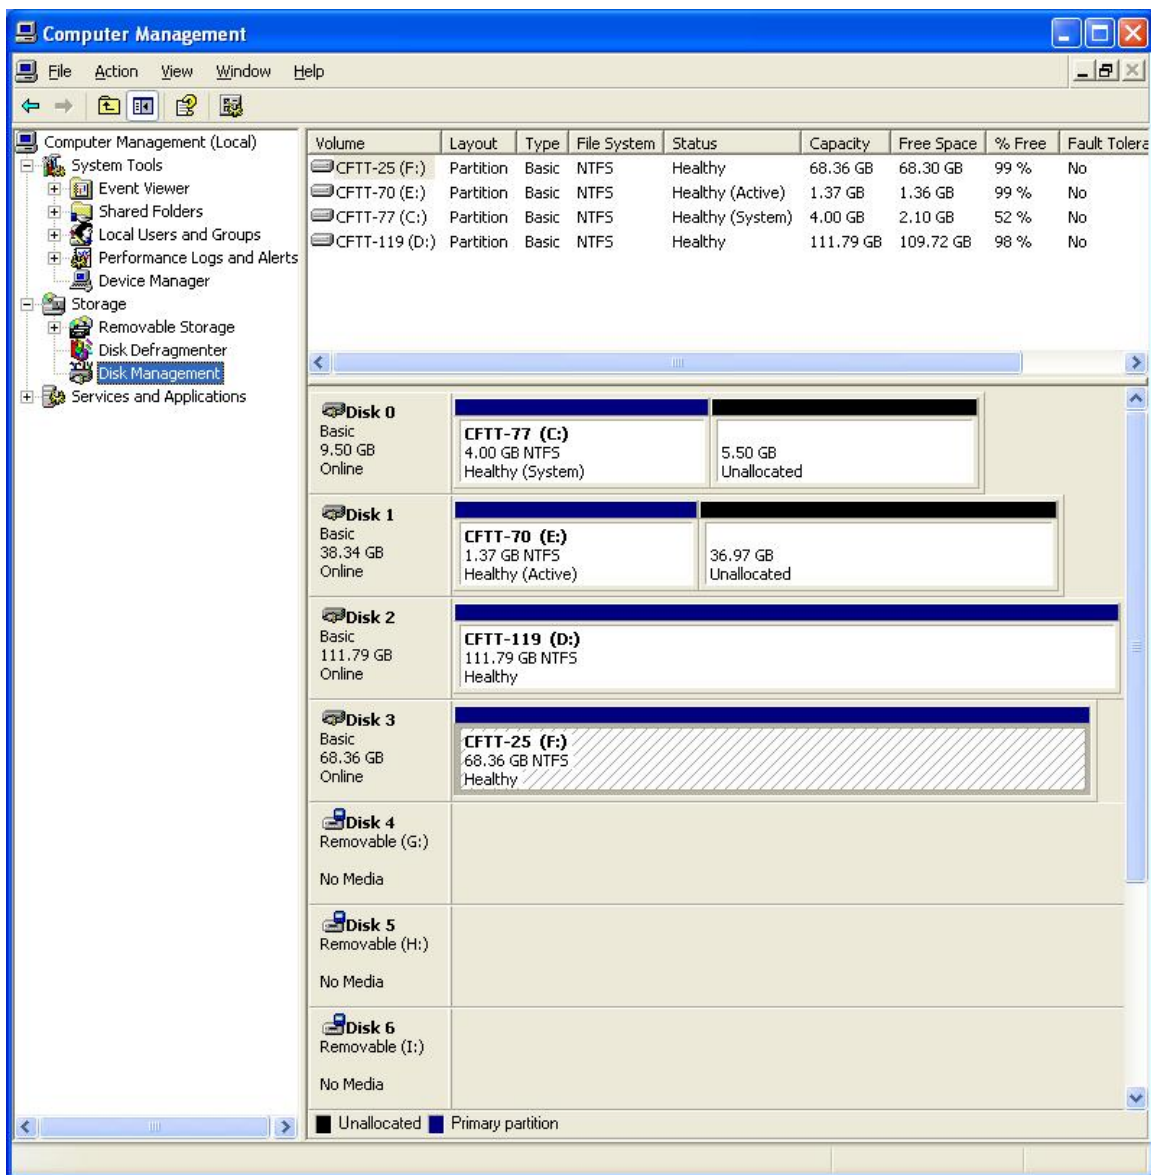 Computer Management
File Action View Window Help
Computer Management (Local)
System Tools
Event Viewer
Shared Folders
Local Users and Groups
Performance Logs and Alerts
Device Manager
Storage
Removable Storage
Disk Defragmenter
Disk Management
Services and Applications
Volume Layout Type File System Status Capacity Free Space % Free Fault Tolera
CFTT-25 (F:) Partition Basic NTFS Healthy 68.36 GB 68.30 GB 99 % No
CFTT-70 (E:) Partition Basic NTFS Healthy (Active) 1.37 GB 1.36 GB 99 % No
CFTT-77 (C:) Partition Basic NTFS Healthy (System) 4.00 GB 2.10 GB 52 % No
CFTT-119 (D:) Partition Basic NTFS Healthy 111.79 GB 109.72 GB 98 % No
Disk 0
Basic
9.50 GB
Online
CFTT-77 (C:)
4.00 GB NTFS
Healthy (System)
5.50 GB
Unallocated
Disk 1
Basic
38.34 GB
Online
CFTT-70 (E:)
1.37 GB NTFS
Healthy (Active)
36.97 GB
Unallocated
Disk 2
Basic
111.79 GB
Online
CFTT-119 (D:)
111.79 GB NTFS
Healthy
Disk 3
Basic
68.36 GB
Online
CFTT-25 (F:)
68.36 GB NTFS
Healthy
Disk 4
Removable (G:)
No Media
Disk 5
Removable (H:)
No Media
Disk 6
Removable (I:)
No Media
Unallocated Primary partition